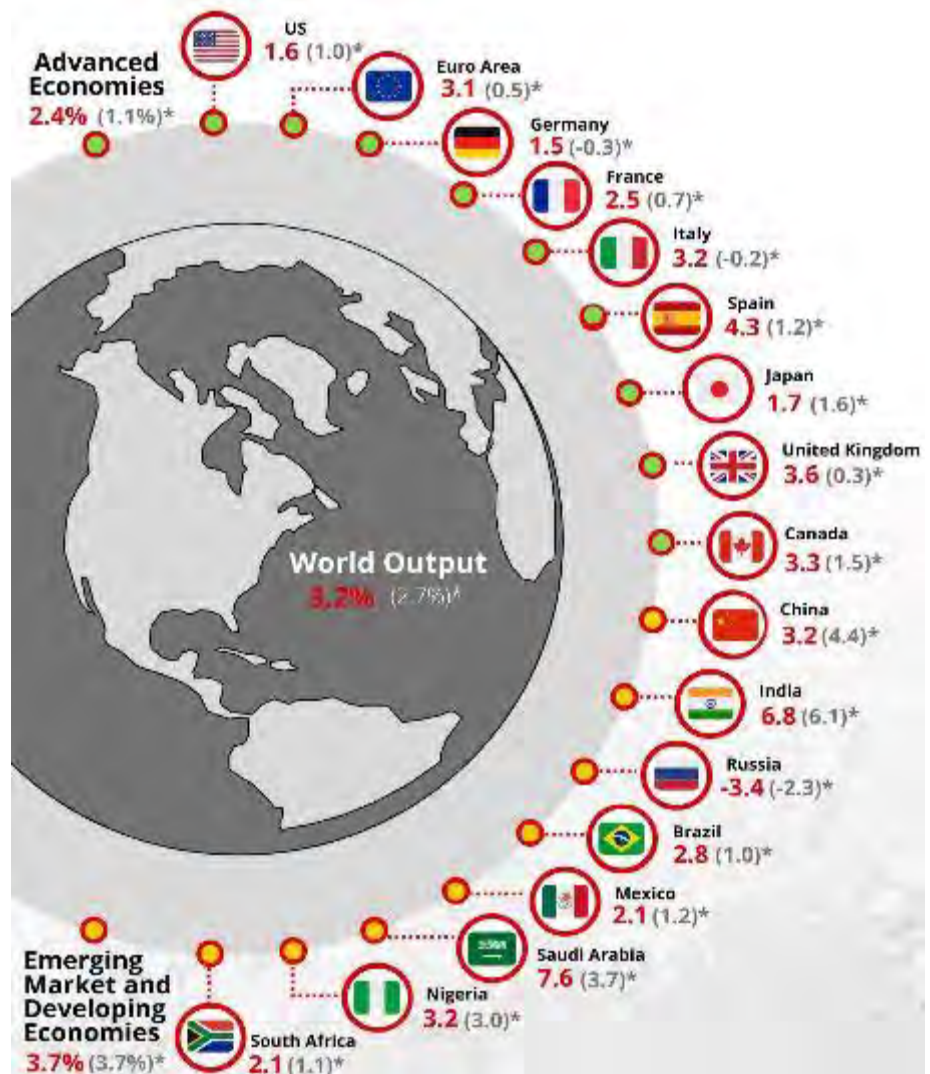 US
1.6 (1.0)*
Advanced
Economies
2.4% (1.1%)*
Euro Area
3.1 (0.5)*
Germany
1.5 (-0.3)*
France
2.5 (0.7)*
Italy
3.2 (-0.2)*
Spain
4.3 (1.2)*
Japan
1.7 (1.6)*
United Kingdom
3.6 (0.3)*
Canada
3.3 (1.5)*
World Output
3.2% (2.7%)*
China
3.2 (4.4)*
India
6.8 (6.1)*
Russia
-3.4 (-2.3)*
Brazil
2.8 (1.0)*
Mexico
2.1 (1.2)*
Saudi Arabia
7.6 (3.7)*
Nigeria
3.2 (3.0)*
South Africa
2.1 (1.1)*
Emerging
Market and
Developing
Economies
3.7% (3.7%)*